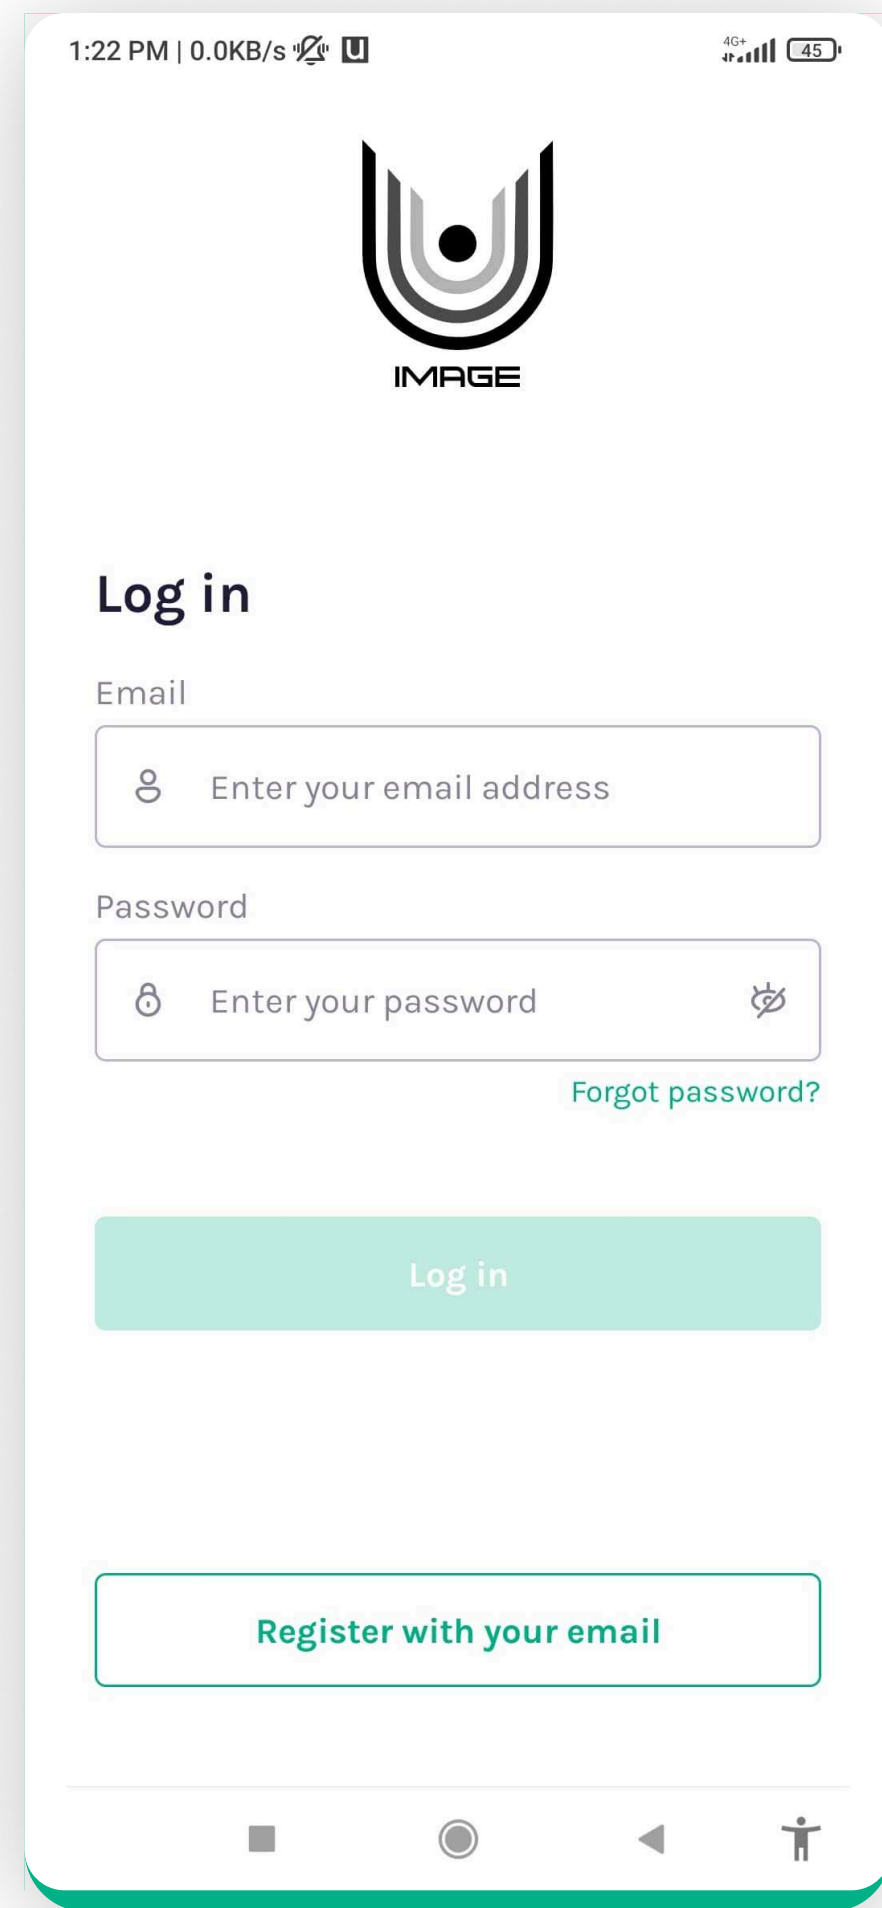 1:22 PM | 0.0KB/s U 4G+ 45
IMAGE
Log in
Email
Enter your email address
Password
Enter your password
Forgot password?
Log in
Register with your email